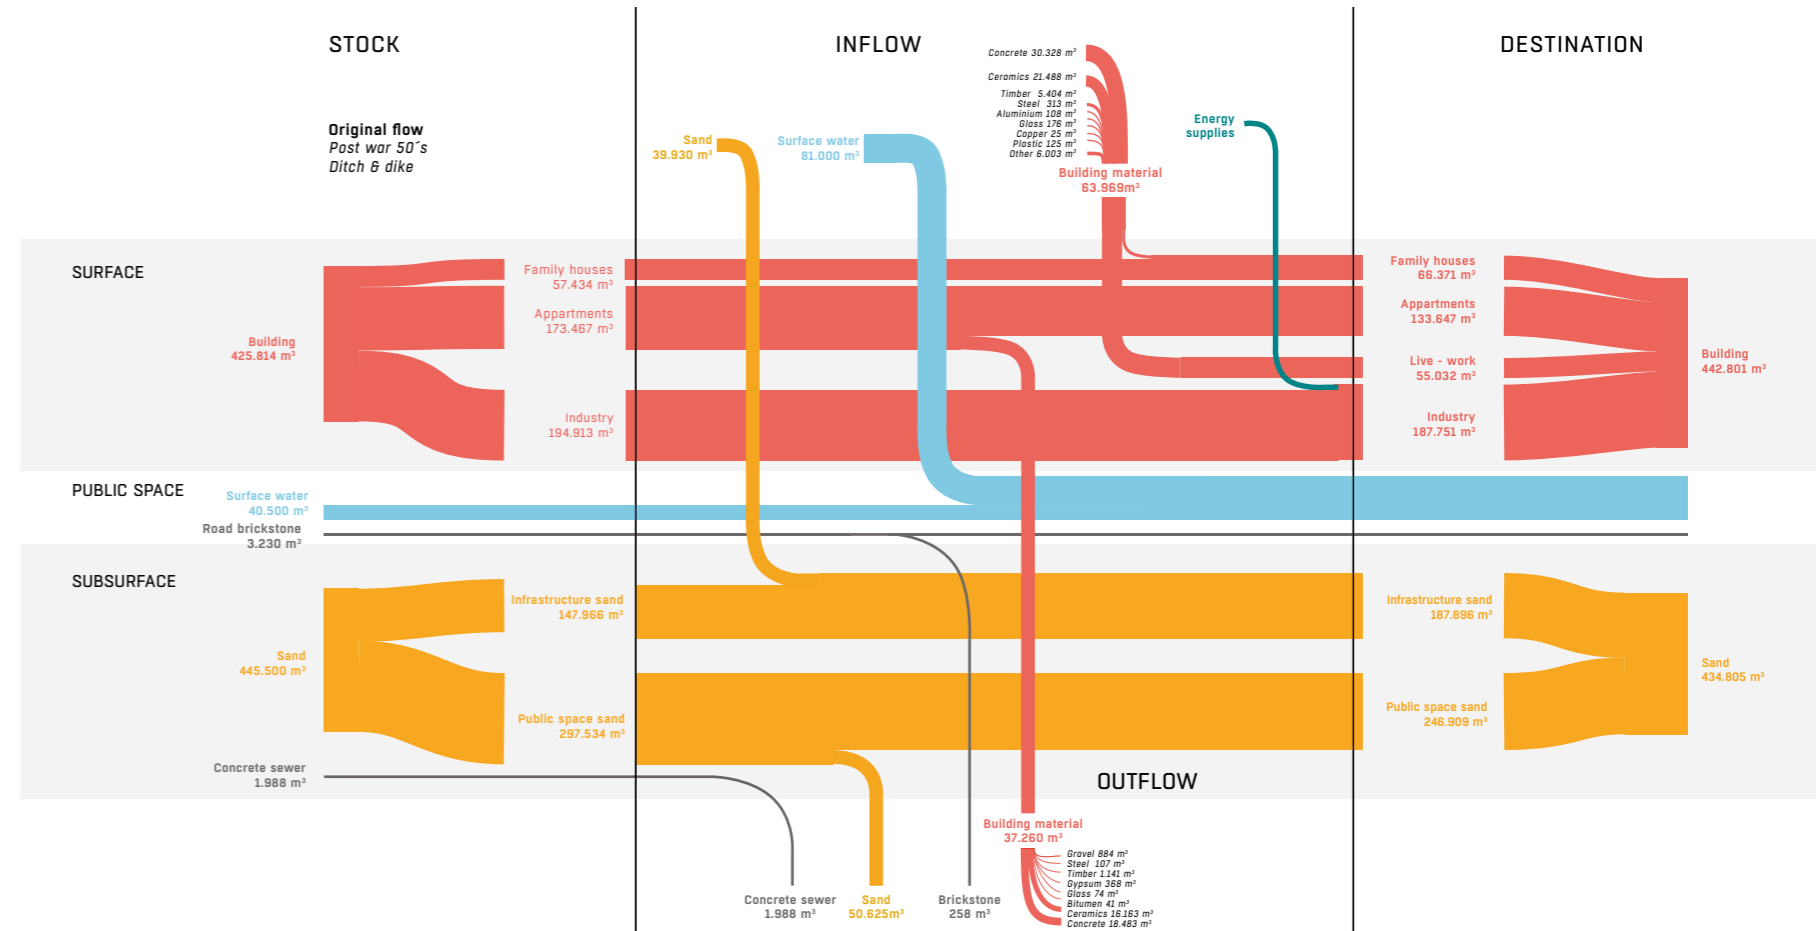 STOCK
INFLOW
DESTINATION
Original flow
Post war 50´s
Ditch & dike
Sand
39.930 m³
Surface water
81.000 m³
Concrete 30.328 m³
Ceramics 21.488 m³
Timber 5.404 m³
Steel 313 m³
Aluminium 108 m³
Glass 176 m³
Copper 25 m³
Plastic 125 m³
Other 6.003 m³
Building material
63.969m³
Energy
supplies
SURFACE
Building
425.814 m³
Family houses
57.434 m³
Appartments
173.467 m³
Industry
194.913 m³
Family houses
66.371 m³
Appartments
133.647 m³
Live - work
55.032 m³
Industry
187.751 m³
Building
442.801 m³
PUBLIC SPACE
Surface water
40.500 m³
Road brickstone
3.230 m³
SUBSURFACE
Sand
445.500 m³
Infrastructure sand
147.966 m³
Public space sand
297.534 m³
Infrastructure sand
187.896 m³
Public space sand
246.909 m³
Sand
434.805 m³
Concrete sewer
1.988 m³
OUTFLOW
Building material
37.260 m³
Gravel 884 m³
Steel 107 m³
Timber 1.141 m³
Gypsum 368 m³
Glass 74 m³
Bitumen 41 m³
Ceramics 16.163 m³
Concrete 18.483 m³
Concrete sewer
1.988 m³
Sand
50.625m³
Brickstone
258 m³